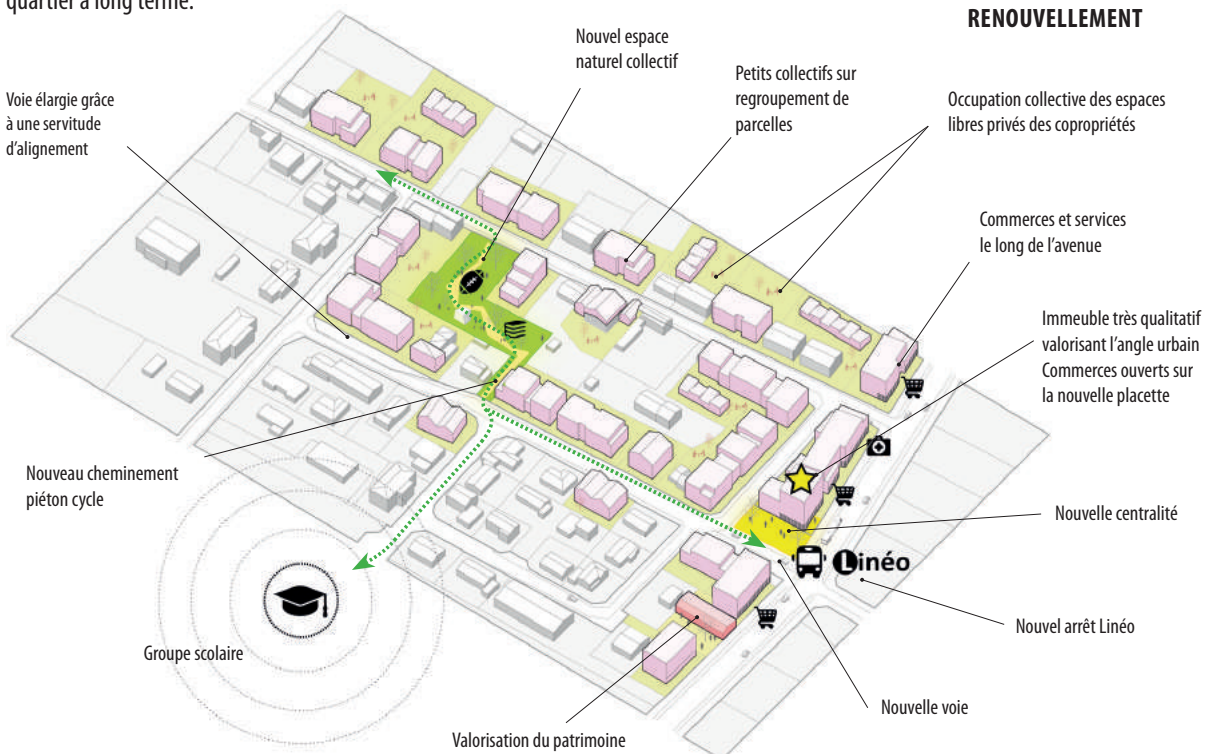 quartier à long terme.
RENOUVELLEMENT
Nouvel espace
naturel collectif
Petits collectifs sur
regroupement de
parcelles
Occupation collective des espaces
libres privés des copropriétés
Voie élargie grâce
à une servitude
d'alignement
Commerces et services
le long de l'avenue
Immeuble très qualitatif
valorisant l'angle urbain
Commerces ouverts sur
la nouvelle placette
Nouveau cheminement
piéton cycle
Nouvelle centralité
Linéo
Nouvel arrêt Linéo
Groupe scolaire
Nouvelle voie
Valorisation du patrimoine